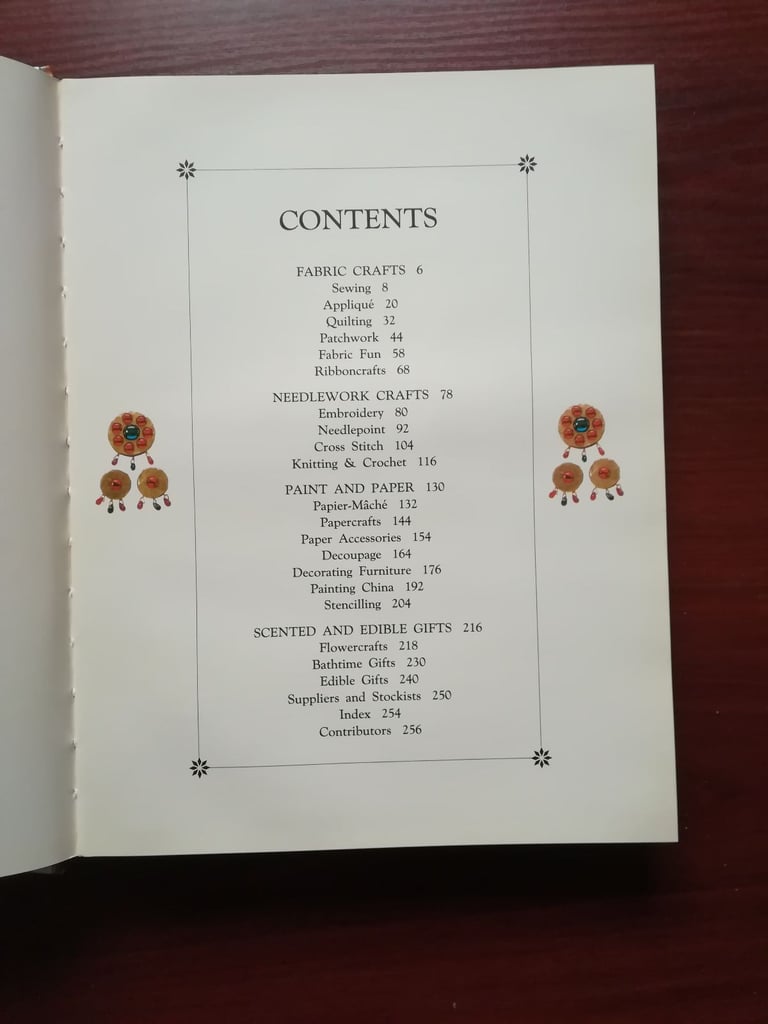 CONTENTS
FABRIC CRAFTS 6
Sewing 8
Appliqué 20
Quilting 32
Patchwork 44
Fabric Fun 58
Ribboncrafts 68
NEEDLEWORK CRAFTS 78
Embroidery 80
Needlepoint 92
Cross Stitch 104
Knitting & Crochet 116
PAINT AND PAPER 130
Papier-Mâché 132
Papercrafts 144
Paper Accessories 154
Decoupage 164
Decorating Furniture 176
Painting China 192
Stencilling 204
SCENTED AND EDIBLE GIFTS 216
Flowercrafts 218
Bathtime Gifts 230
Edible Gifts 240
Suppliers and Stockists 250
Index 254
Contributors 256